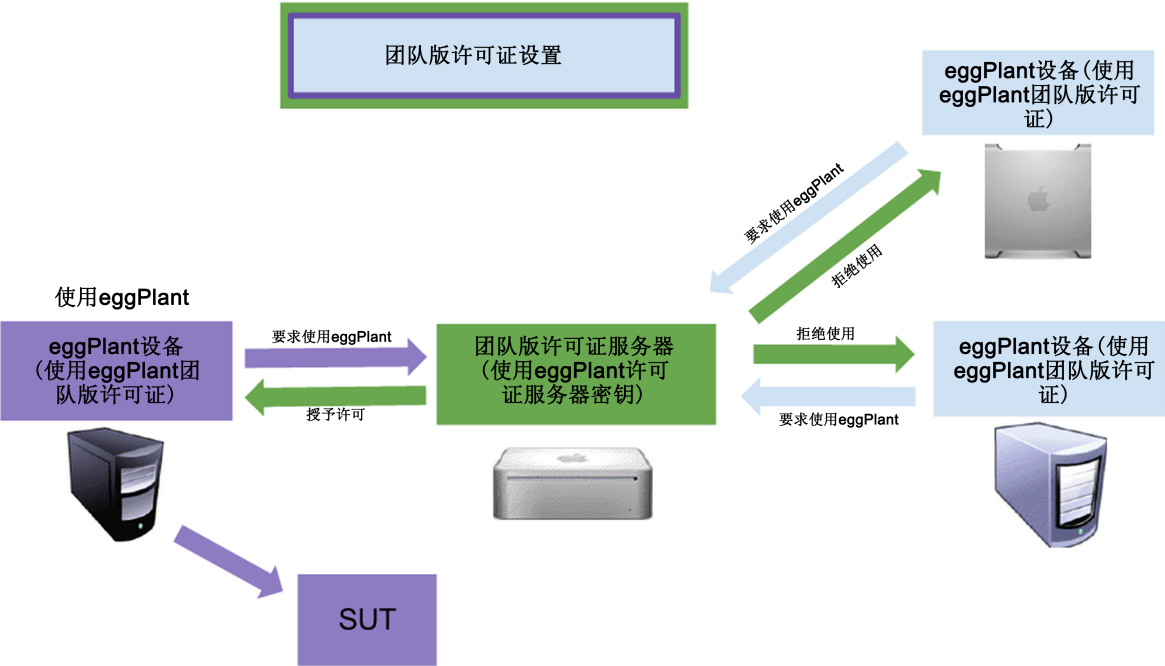 团队版许可证设置
eggPlant设备(使用
eggPlant团队版许可
证)
要求使用eggPlant
拒绝使用
使用eggPlant
eggPlant设备
(使用eggPlant团
队版许可证)
要求使用eggPlant
授予许可
团队版许可证服务器
(使用eggPlant许可
证服务器密钥)
拒绝使用
要求使用eggPlant
eggPlant设备(使用
eggPlant团队版许可
证)
SUT